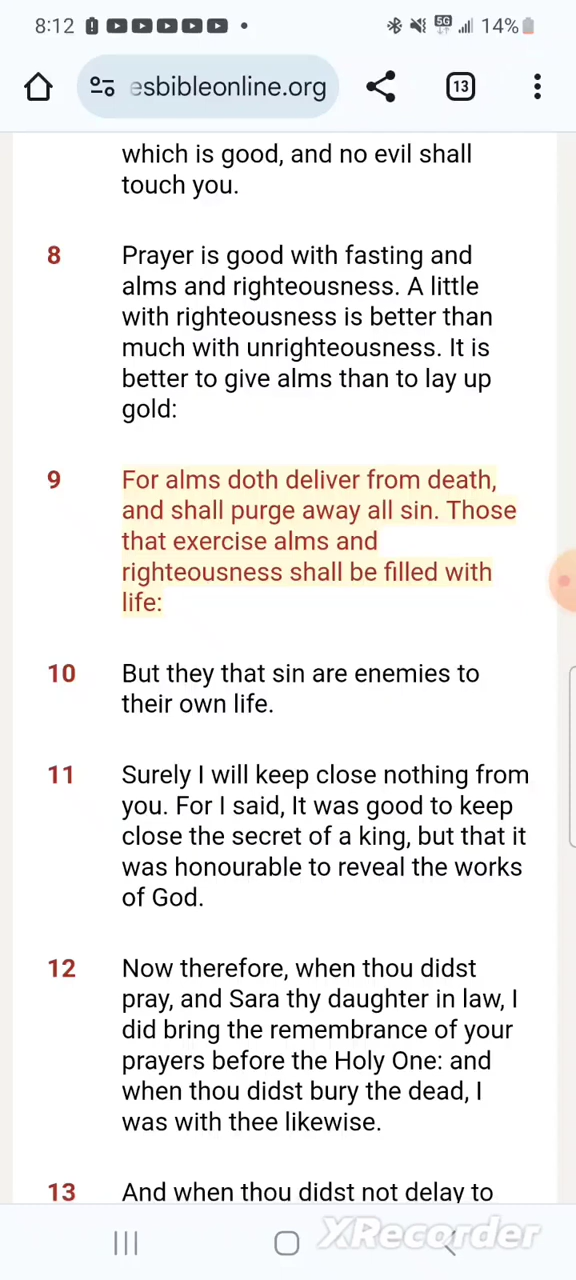 8:12
5G
14%
esbibleonline.org
13
which is good, and no evil shall
touch you.
8 Prayer is good with fasting and
alms and righteousness. A little
with righteousness is better than
much with unrighteousness. It is
better to give alms than to lay up
gold:
9 For alms doth deliver from death,
and shall purge away all sin. Those
that exercise alms and
righteousness shall be filled with
life:
10 But they that sin are enemies to
their own life.
11 Surely I will keep close nothing from
you. For I said, It was good to keep
close the secret of a king, but that it
was honourable to reveal the works
of God.
12 Now therefore, when thou didst
pray, and Sara thy daughter in law, I
did bring the remembrance of your
prayers before the Holy One: and
when thou didst bury the dead, I
was with thee likewise.
13 And when thou didst not delay to
XRecorder